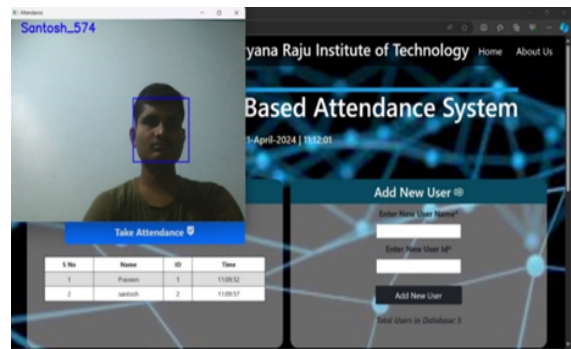 Attendance
Santosh_574
ryana Raju Institute of Technology
Home
About Us
Based Attendance System
1-April-2024 | 11:12:01
Take Attendance
S No Name ID Time
1 Praveen 1 11:09:52
2 santosh 2 11:09:57
Add New User
Enter New User Name*
Enter New User Id*
Add New User
Total Users in Database: 5